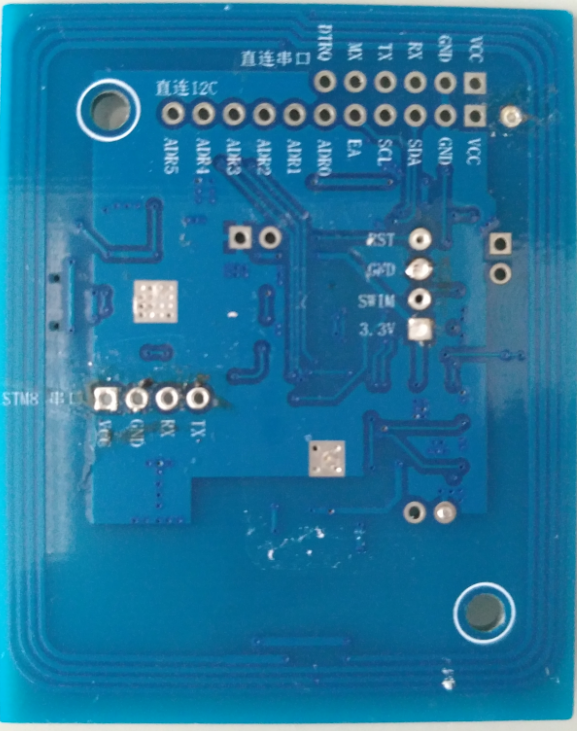 直连串口
DTRQ MX TX RX GND VCC
直连I2C
ADR5 ADR4 ADR3 ADR2 ADR1 ADR0 EA SCL SDA GND VCC
RST
GND
SWIM
3.3V
STM8 串口
VCC GND RX TX